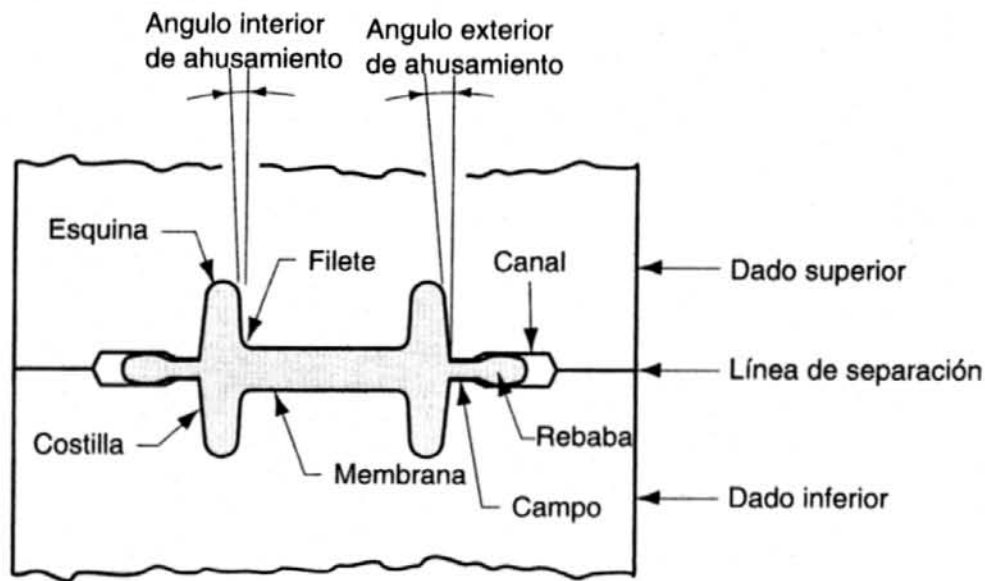 Angulo interior
de ahusamiento
Angulo exterior
de ahusamiento
Esquina
Filete
Canal
Dado superior
Línea de separación
Costilla
Membrana
Rebaba
Campo
Dado inferior